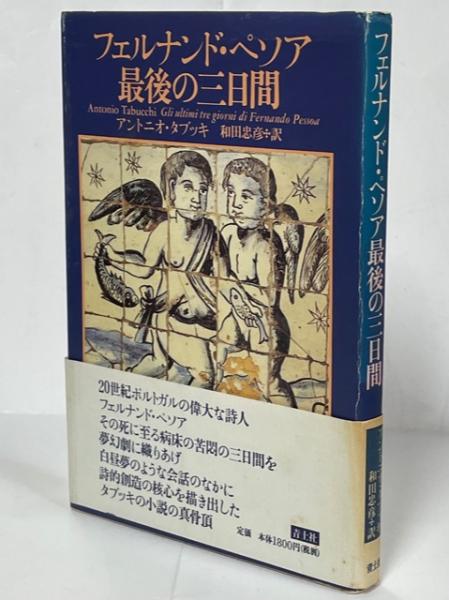 フェルナンド・ペソア
最後の三日間
Antonio Tabucchi Gli ultimi tre giorni di Fernando Pessoa
アントニオ・タブッキ 和田忠彦÷訳
20世紀ポルトガルの偉大な詩人
フェルナンド・ペソア
その死に至る病床の苦悶の三日間を
夢幻劇に織りあげ
白昼夢のような会話のなかに
詩的創造の核心を描き出した
タブッキの小説の真骨頂
青土社
定価 本体1800円(税別)
フェルナンド・ペソア最後の三日間
和田忠彦÷訳
青土